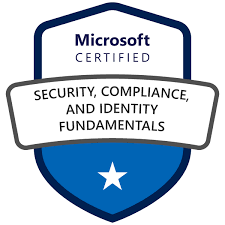 Microsoft
CERTIFIED
SECURITY, COMPLIANCE,
AND IDENTITY
FUNDAMENTALS